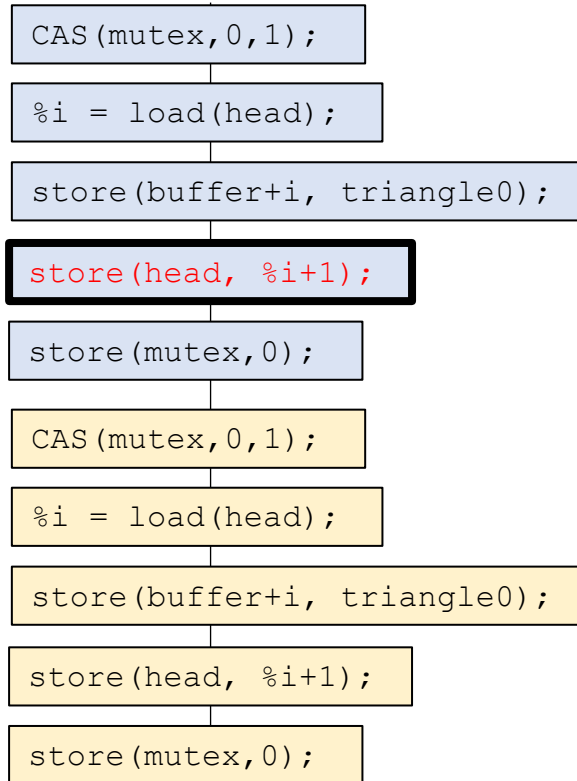 CAS(mutex,0,1);
%i = load(head);
store(buffer+i, triangle0);
store(head, %i+1);
store(mutex,0);
CAS(mutex,0,1);
%i = load(head);
store(buffer+i, triangle0);
store(head, %i+1);
store(mutex,0);